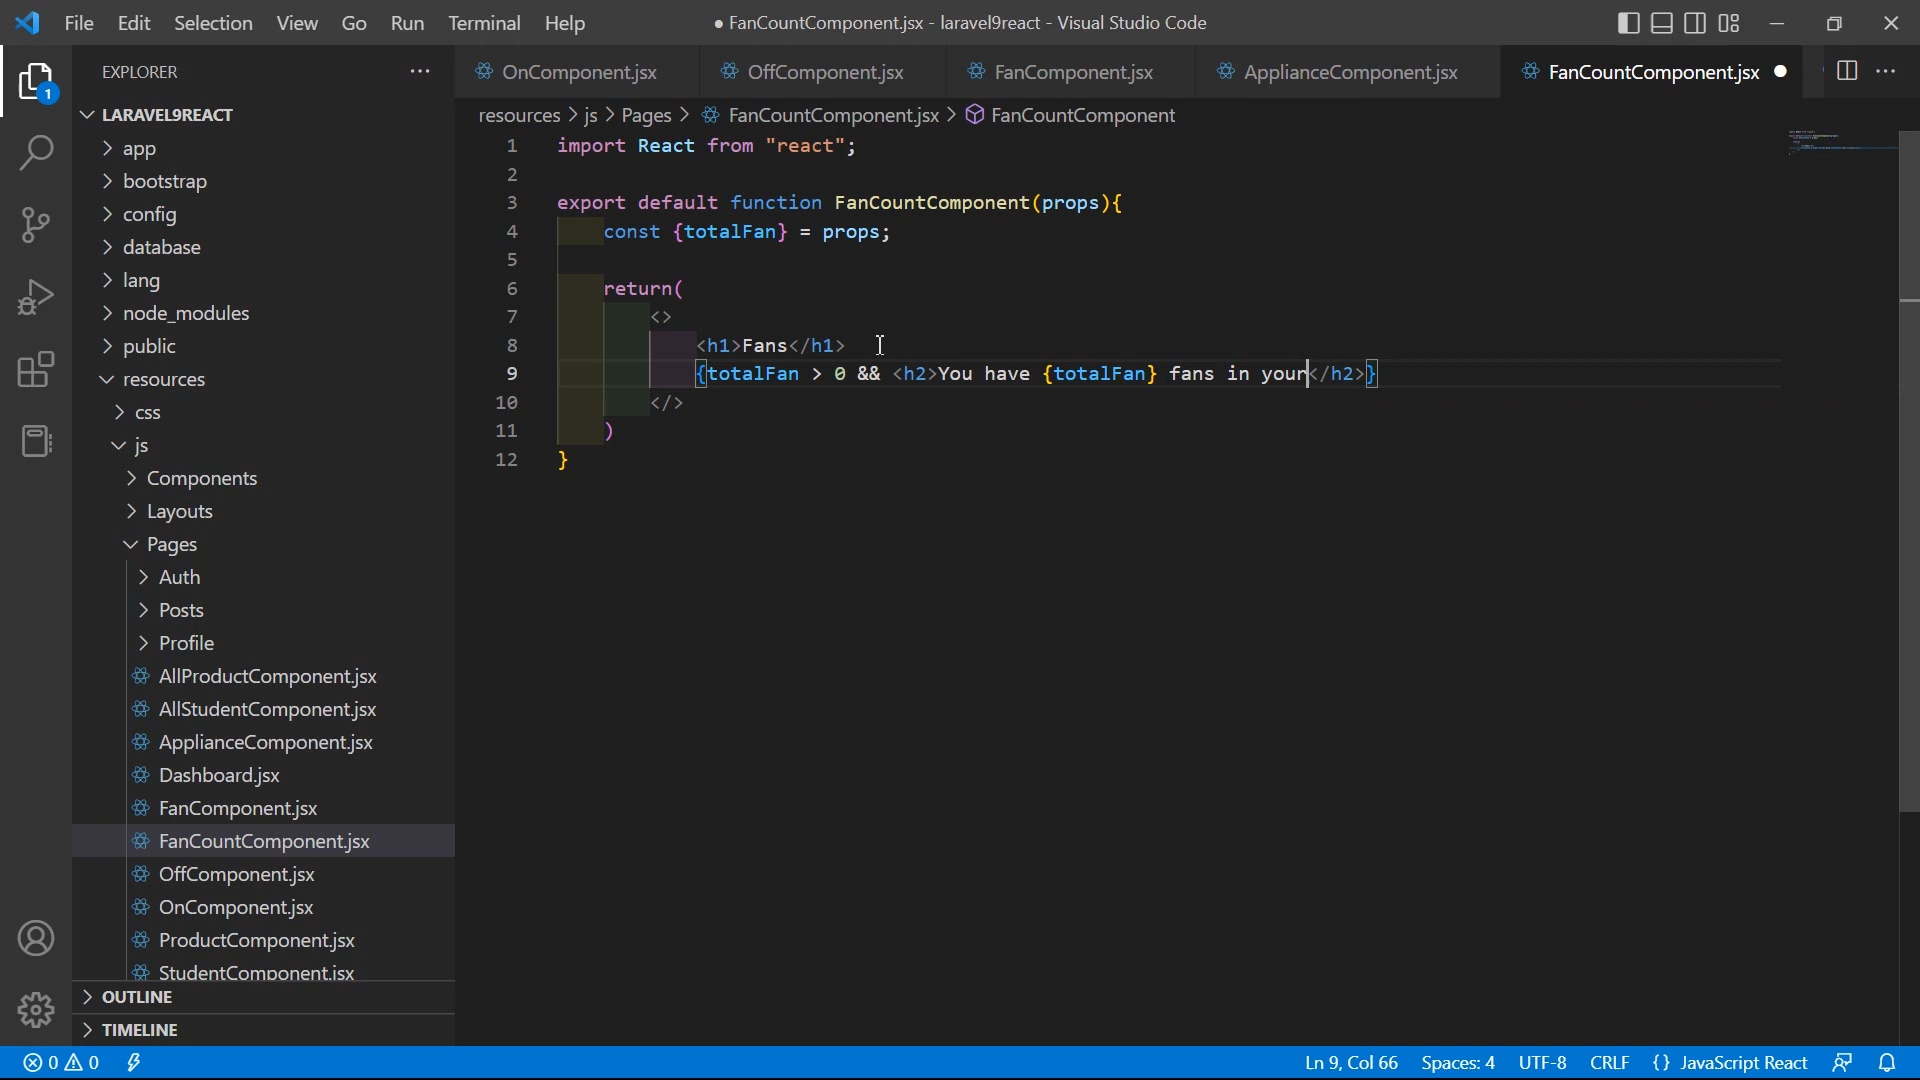 File Edit Selection View Go Run Terminal Help
● FanCountComponent.jsx - laravel9react - Visual Studio Code
EXPLORER
OnComponent.jsx OffComponent.jsx FanComponent.jsx ApplianceComponent.jsx FanCountComponent.jsx
resources > js > Pages > FanCountComponent.jsx > FanCountComponent
1
LARAVEL9REACT
app
bootstrap
config
database
lang
node_modules
public
resources
css
js
Components
Layouts
Pages
Auth
Posts
Profile
AllProductComponent.jsx
AllStudentComponent.jsx
ApplianceComponent.jsx
Dashboard.jsx
FanComponent.jsx
FanCountComponent.jsx
OffComponent.jsx
OnComponent.jsx
ProductComponent.jsx
StudentComponent.jsx
OUTLINE
TIMELINE
1 import React from "react";
2
3 export default function FanCountComponent(props){
4 const {totalFan} = props;
5
6 return(
7 <>
8 <h1>Fans</h1>
9 {totalFan > 0 && <h2>You have {totalFan} fans in your</h2>}
10 </>
11 )
12 }
0 0 Ln 9, Col 66 Spaces: 4 UTF-8 CRLF {} JavaScript React